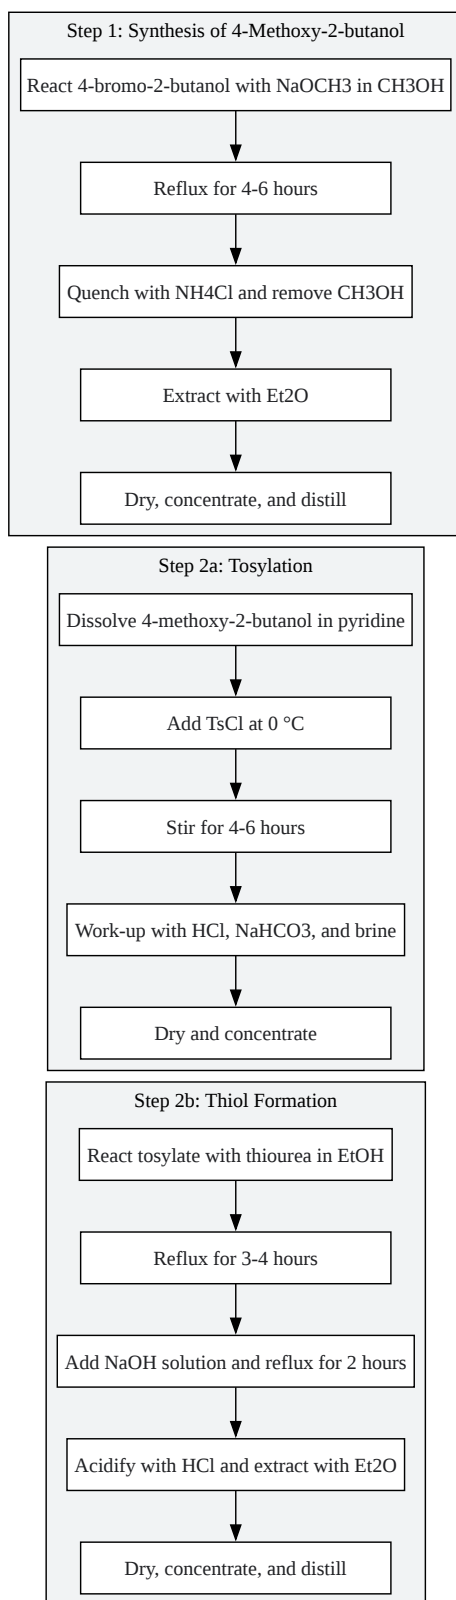 Step 1: Synthesis of 4-Methoxy-2-butanol
React 4-bromo-2-butanol with NaOCH3 in CH3OH
Reflux for 4-6 hours
Quench with NH4Cl and remove CH3OH
Extract with Et2O
Dry, concentrate, and distill
Step 2a: Tosylation
Dissolve 4-methoxy-2-butanol in pyridine
Add TsCl at 0 °C
Stir for 4-6 hours
Work-up with HCl, NaHCO3, and brine
Dry and concentrate
Step 2b: Thiol Formation
React tosylate with thiourea in EtOH
Reflux for 3-4 hours
Add NaOH solution and reflux for 2 hours
Acidify with HCl and extract with Et2O
Dry, concentrate, and distill